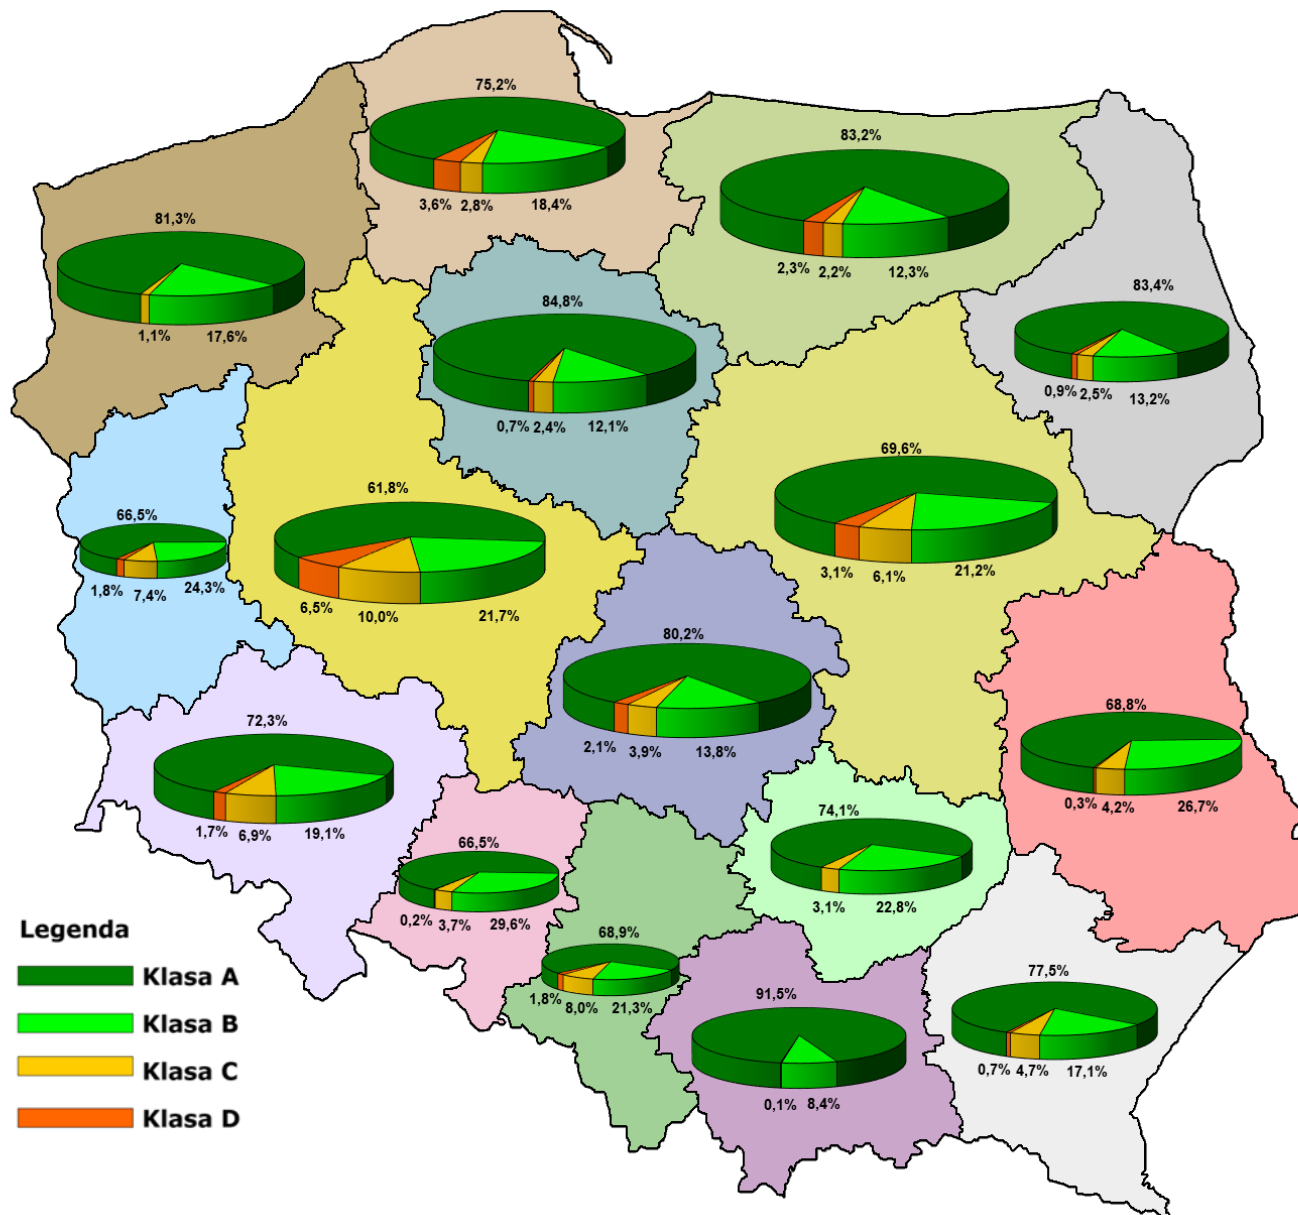 75,2%
3,6% 2,8% 18,4%
83,2%
2,3% 2,2% 12,3%
81,3%
1,1% 17,6%
84,8%
0,7% 2,4% 12,1%
83,4%
0,9% 2,5% 13,2%
69,6%
3,1% 6,1% 21,2%
61,8%
6,5% 10,0% 21,7%
66,5%
1,8% 7,4% 24,3%
80,2%
2,1% 3,9% 13,8%
68,8%
0,3% 4,2% 26,7%
72,3%
1,7% 6,9% 19,1%
74,1%
3,1% 22,8%
66,5%
0,2% 3,7% 29,6%
68,9%
1,8% 8,0% 21,3%
91,5%
0,1% 8,4%
77,5%
0,7% 4,7% 17,1%
Legenda
Klasa A
Klasa B
Klasa C
Klasa D